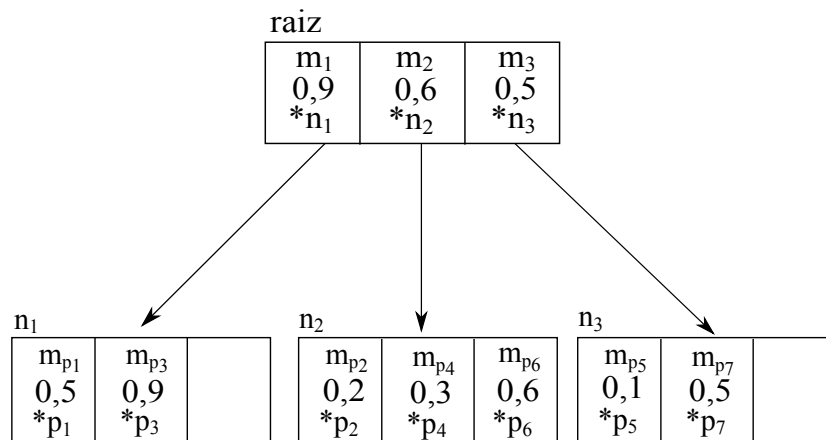 raiz
m₁ m₂ m₃
0,9 0,6 0,5
*n₁ *n₂ *n₃
n₁ n₂ n₃
mₚ₁ mₚ₃ mₚ₂ mₚ₄ mₚ₆ mₚ₅ mₚ₇
0,5 0,9 0,2 0,3 0,6 0,1 0,5
*p₁ *p₃ *p₂ *p₄ *p₆ *p₅ *p₇